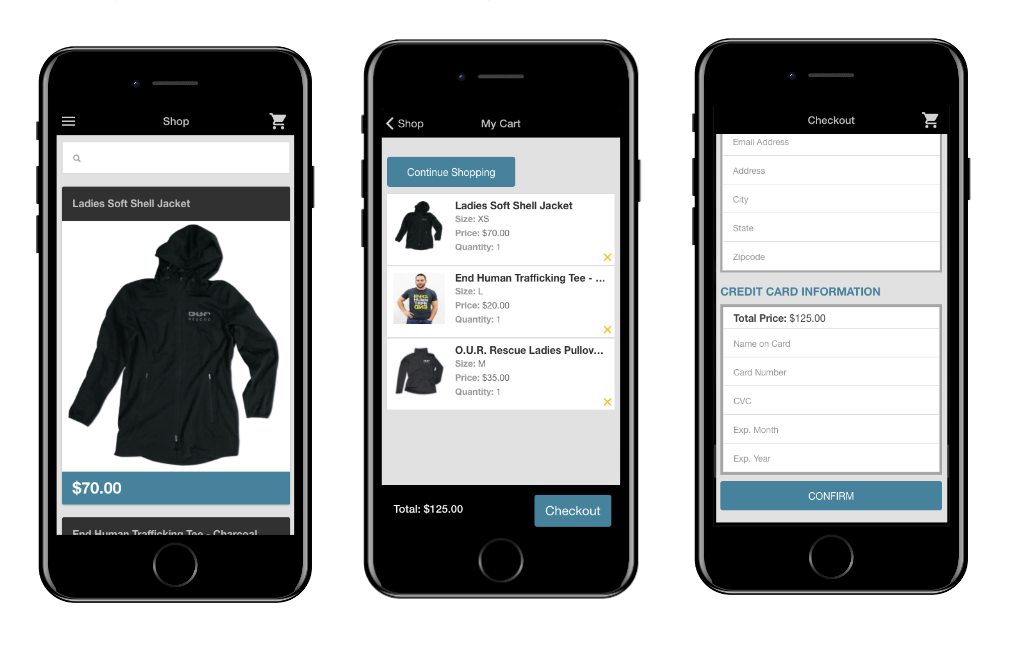 Shop
Ladies Soft Shell Jacket
OUR
RESCUE
$70.00
End Human Trafficking Tee - Charcoal
Shop
My Cart
Continue Shopping
Ladies Soft Shell Jacket
Size: XS
Price: $70.00
Quantity: 1
End Human Trafficking Tee - ...
Size: L
Price: $20.00
Quantity: 1
O.U.R. Rescue Ladies Pullov...
Size: M
Price: $35.00
Quantity: 1
Total: $125.00
Checkout
Checkout
Email Address
Address
City
State
Zipcode
CREDIT CARD INFORMATION
Total Price: $125.00
Name on Card
Card Number
CVC
Exp. Month
Exp. Year
CONFIRM